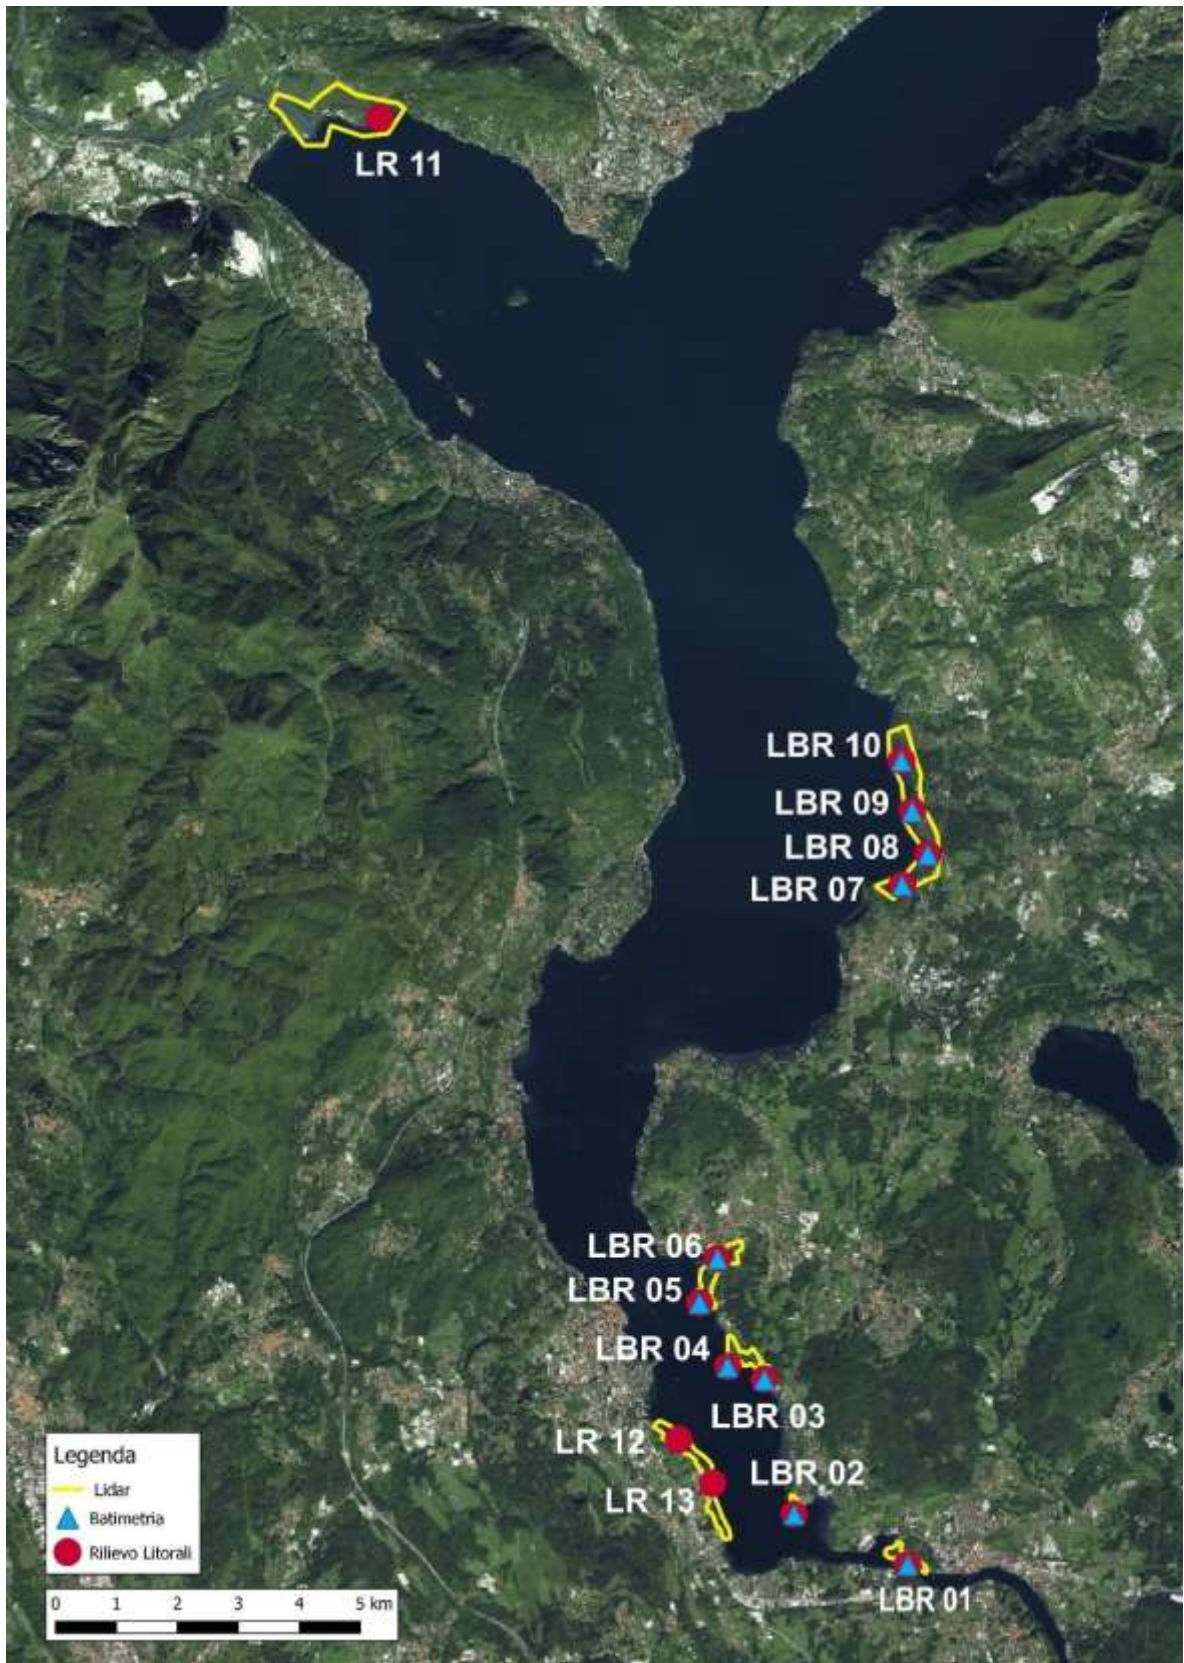 LR 11
LBR 10
LBR 09
LBR 08
LBR 07
LBR 06
LBR 05
LBR 04
LBR 03
LR 12
LBR 02
LR 13
LBR 01
Legenda
Lidar
Batimetria
Rilievo Litorali
0 1 2 3 4 5 km